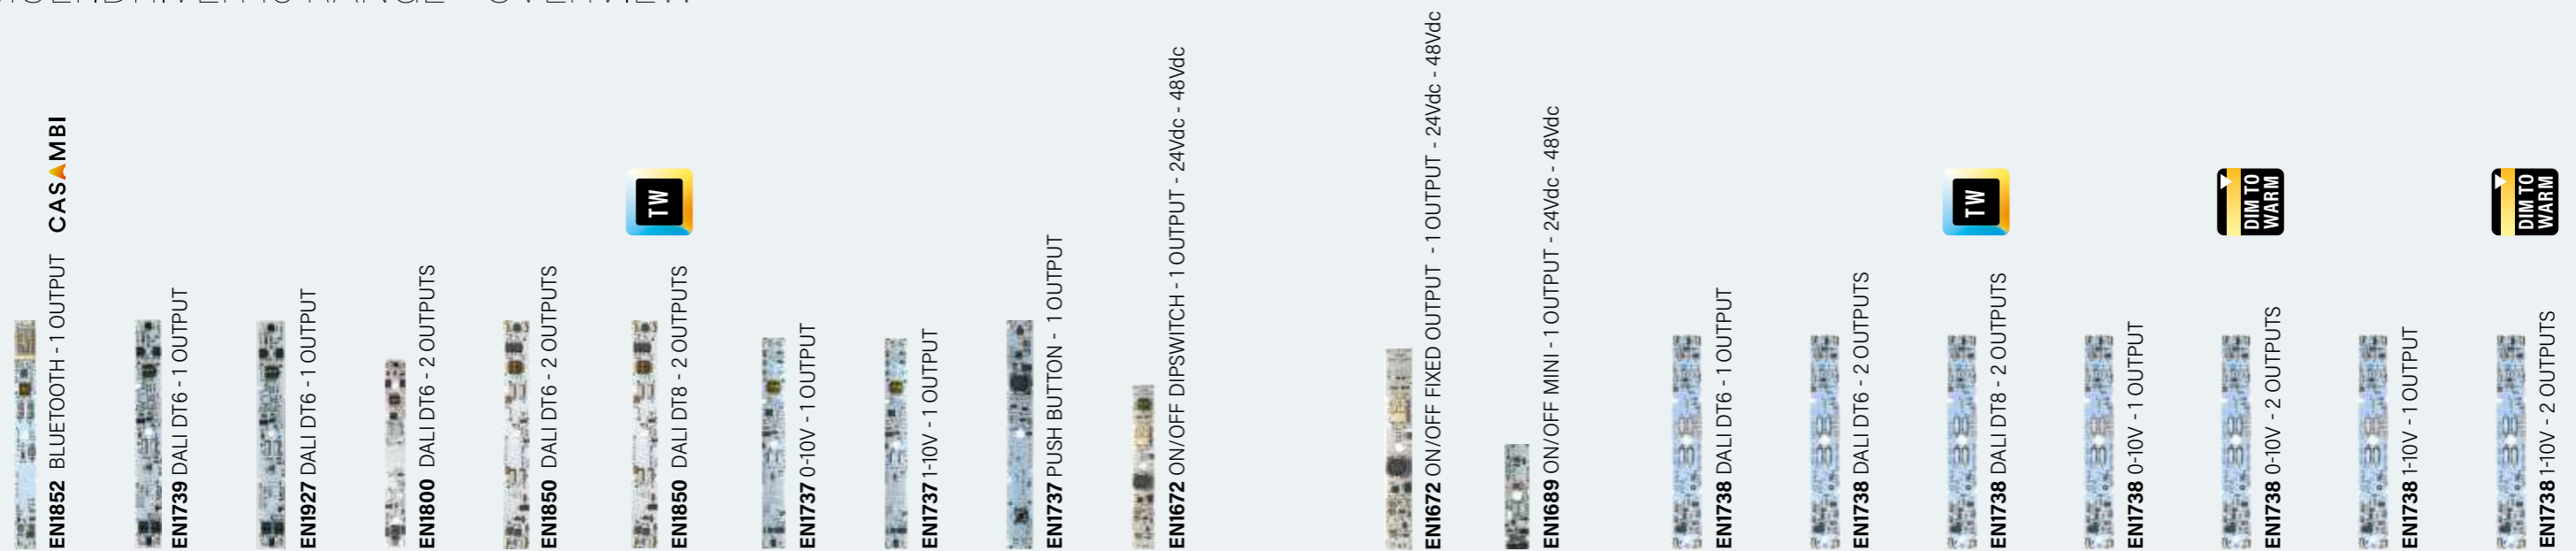 RANGE - OVERVIEW
EN1852 BLUETOOTH - 1 OUTPUT CASAMBI
EN1739 DALI DT6 - 1 OUTPUT
EN1927 DALI DT6 - 1 OUTPUT
EN1800 DALI DT6 - 2 OUTPUTS
EN1850 DALI DT6 - 2 OUTPUTS
EN1850 DALI DT8 - 2 OUTPUTS
TW
EN1737 0-10V - 1 OUTPUT
EN1737 1-10V - 1 OUTPUT
EN1737 PUSH BUTTON - 1 OUTPUT
EN1672 ON/OFF DIPSWITCH - 1 OUTPUT - 24Vdc - 48Vdc
EN1672 ON/OFF FIXED OUTPUT - 1 OUTPUT - 24Vdc - 48Vdc
EN1689 ON/OFF MINI - 1 OUTPUT - 24Vdc - 48Vdc
EN1738 DALI DT6 - 1 OUTPUT
EN1738 DALI DT6 - 2 OUTPUTS
EN1738 DALI DT8 - 2 OUTPUTS
TW
EN1738 0-10V - 1 OUTPUT
EN1738 0-10V - 2 OUTPUTS
DIM TO
WARM
EN1738 1-10V - 1 OUTPUT
EN1738 1-10V - 2 OUTPUTS
DIM TO
WARM